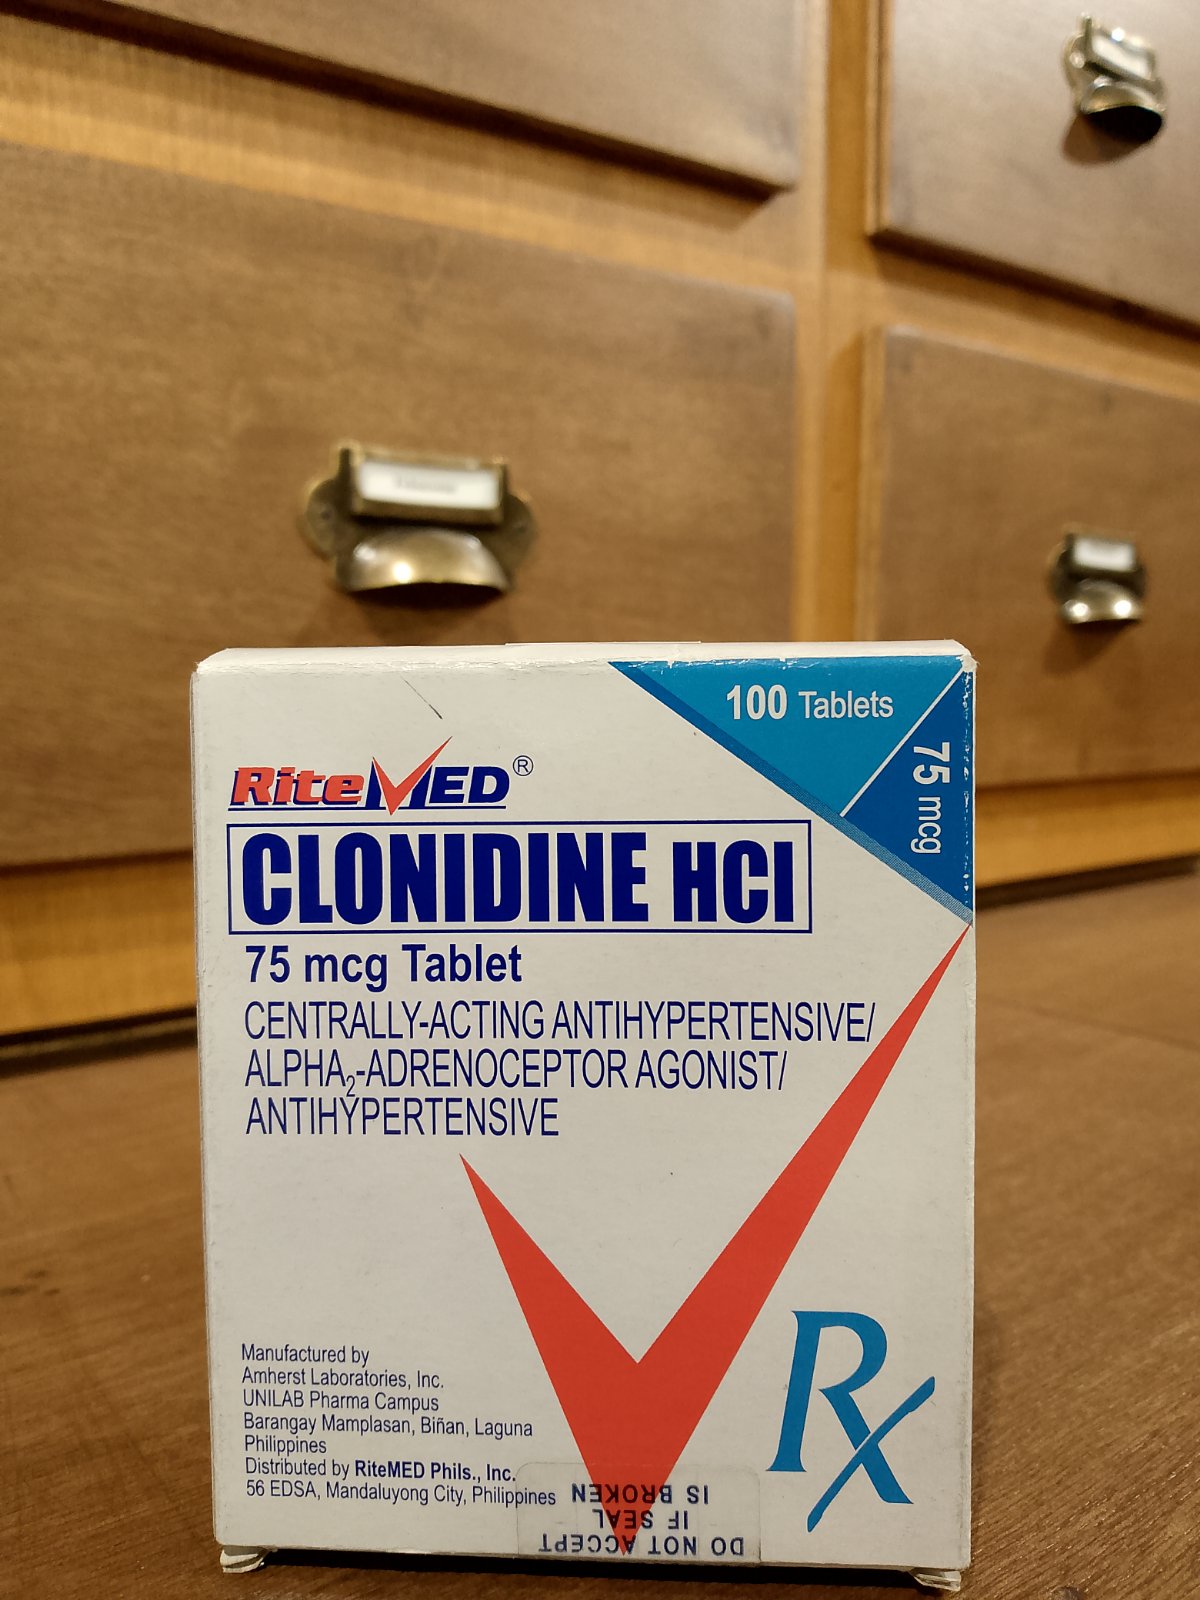 100 Tablets
75 mcg
RiteMED®
CLONIDINE HCl
75 mcg Tablet
CENTRALLY-ACTING ANTIHYPERTENSIVE/
ALPHA₂-ADRENOCEPTOR AGONIST/
ANTIHYPERTENSIVE
Manufactured by
Amherst Laboratories, Inc.
UNILAB Pharma Campus
Barangay Mamplasan, Biñan, Laguna
Philippines
Distributed by RiteMED Phils., Inc.
56 EDSA, Mandaluyong City, Philippines
Rx
DO NOT ACCEPT
IF SEAL
IS BROKEN